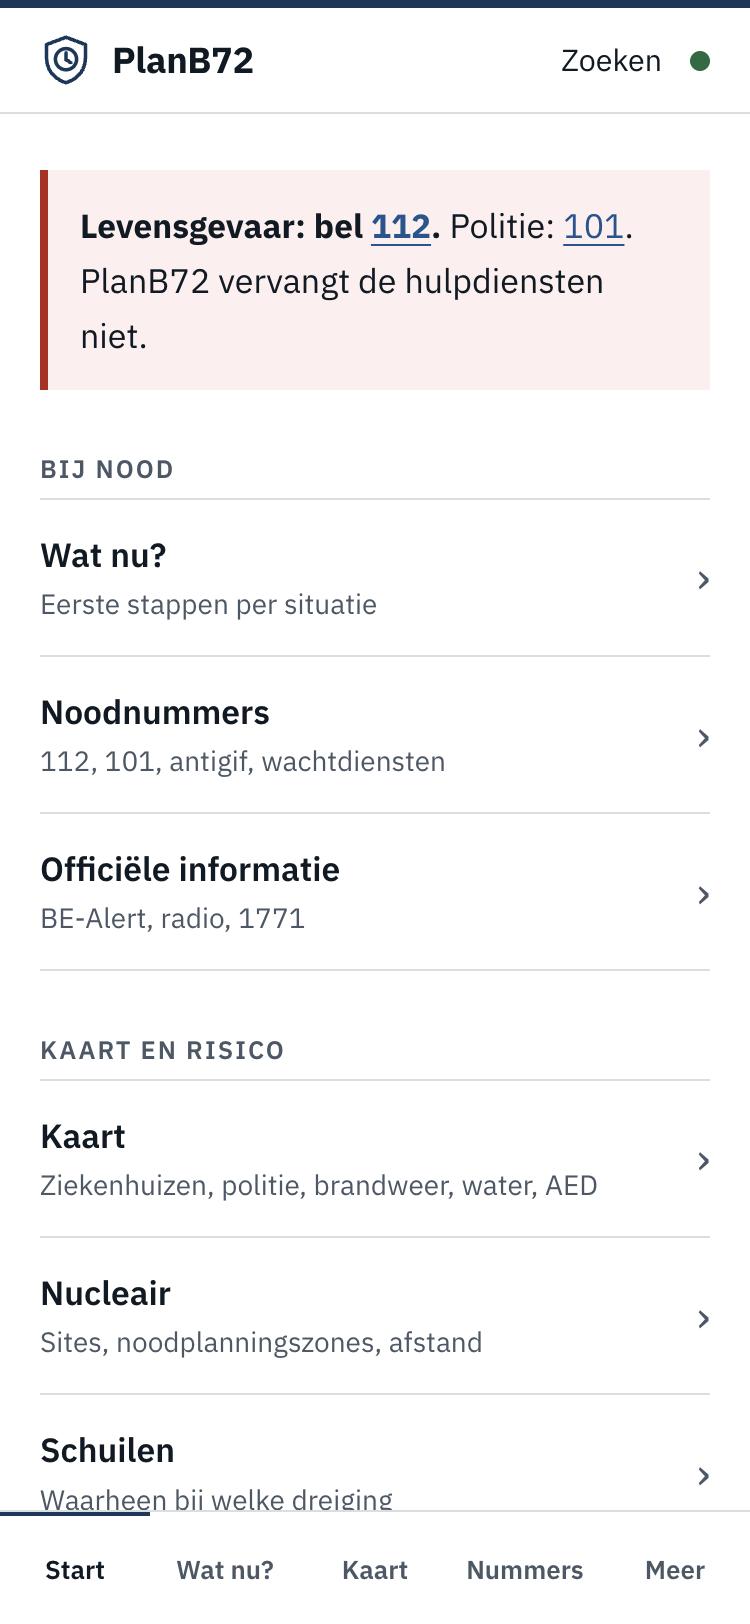 PlanB72
Zoeken
Levensgevaar: bel 112. Politie: 101.
PlanB72 vervangt de hulpdiensten
niet.
BIJ NOOD
Wat nu?
Eerste stappen per situatie
Noodnummers
112, 101, antigif, wachtdiensten
Officiële informatie
BE-Alert, radio, 1771
KAART EN RISICO
Kaart
Ziekenhuizen, politie, brandweer, water, AED
Nucleair
Sites, noodplanningszones, afstand
Schuilen
Waarheen bij welke dreiging
Start
Wat nu?
Kaart
Nummers
Meer